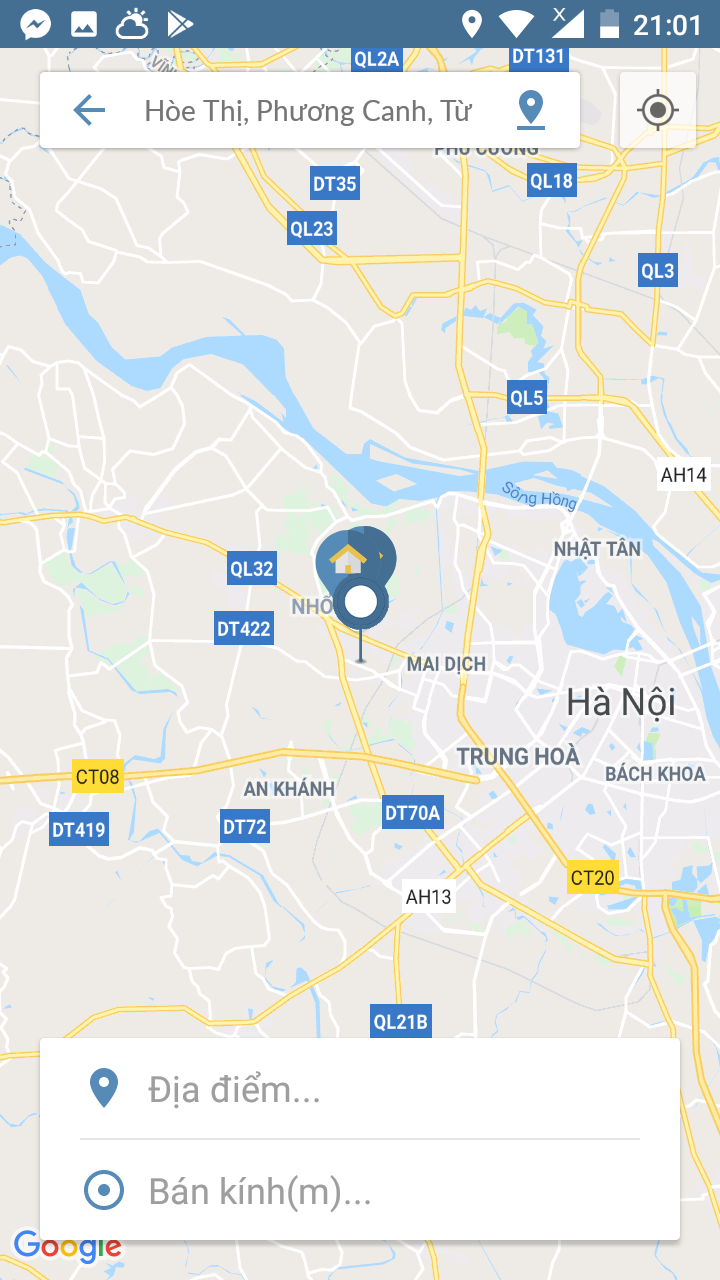 21:01
QL2A
DT131
Hòe Thị, Phương Canh, Từ
PHÙ CƯỜNG
DT35
QL18
QL23
QL3
QL5
AH14
Sông Hồng
NHẬT TÂN
QL32
NHỔ
DT422
MAI DỊCH
Hà Nội
TRUNG HOÀ
CT08
BÁCH KHOA
AN KHÁNH
DT70A
DT419
DT72
CT20
AH13
QL21B
Địa điểm...
Bán kính(m)...
Google